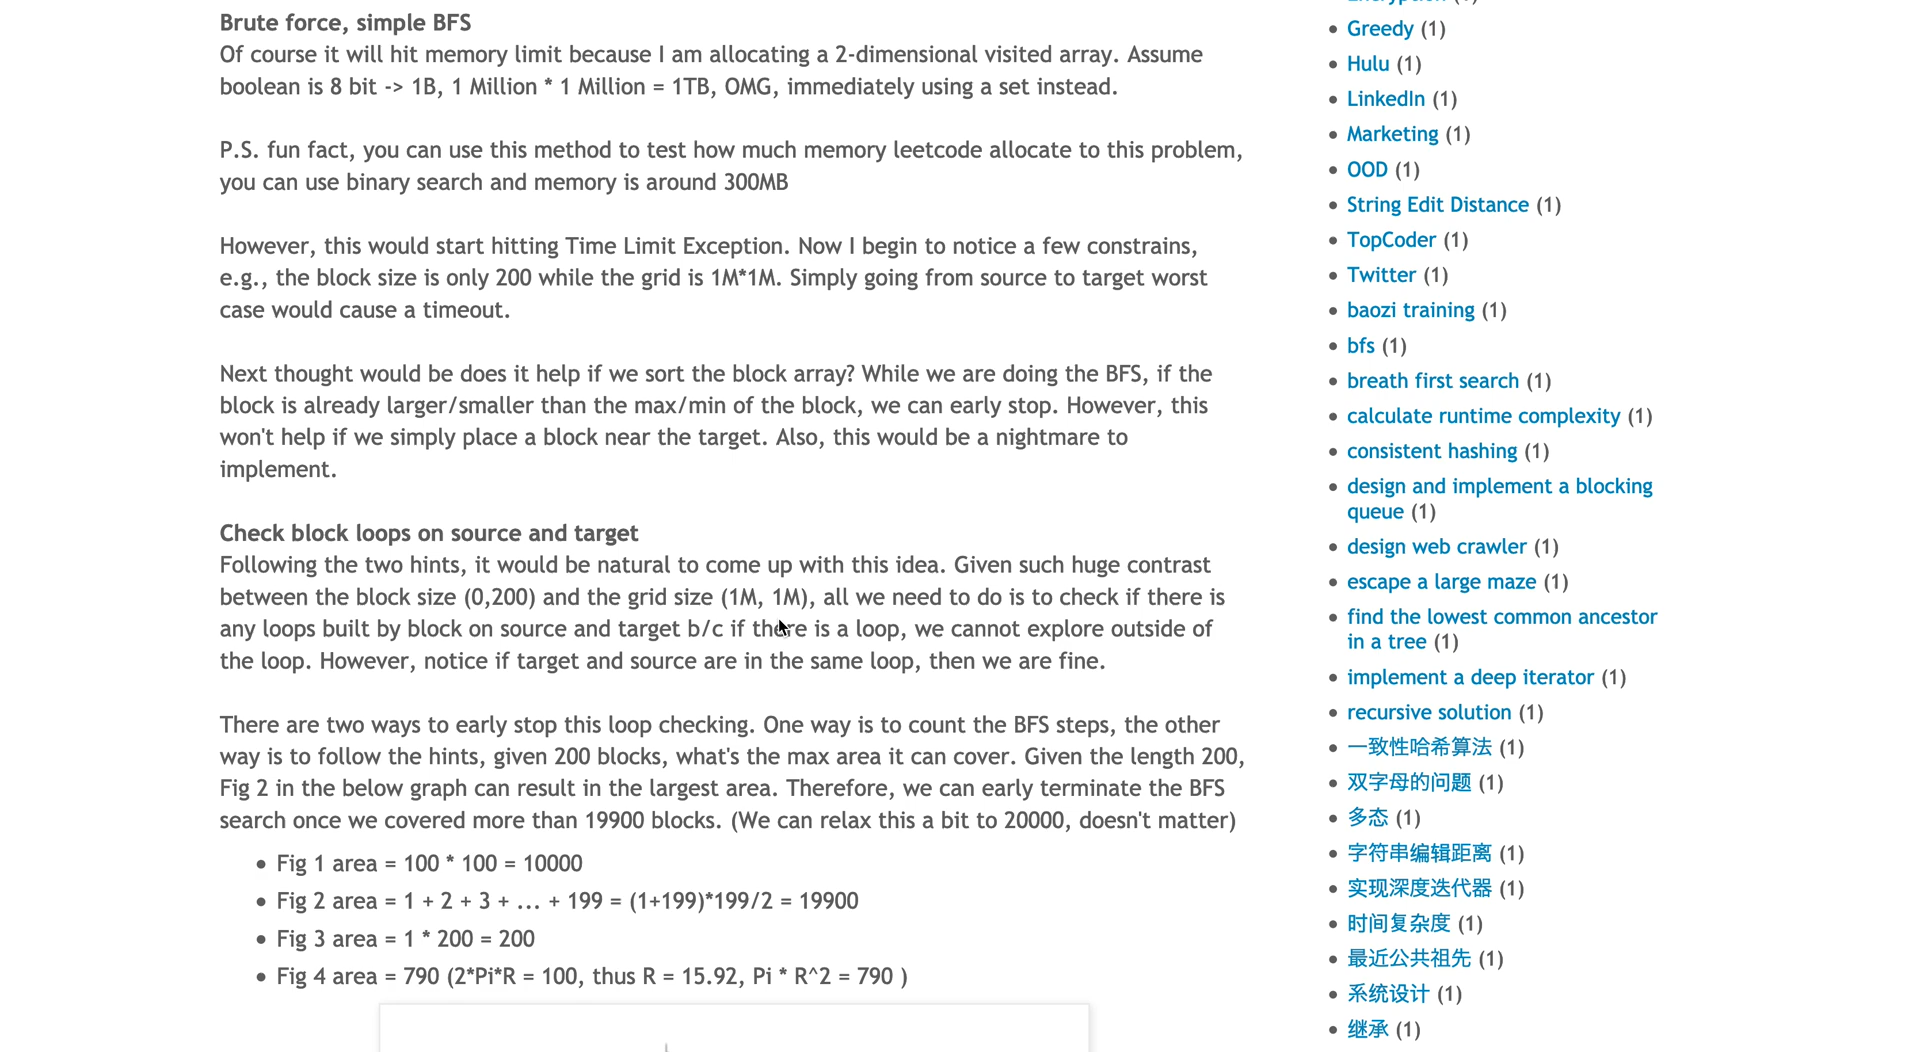 Brute force, simple BFS
Of course it will hit memory limit because I am allocating a 2-dimensional visited array. Assume
boolean is 8 bit -> 1B, 1 Million * 1 Million = 1TB, OMG, immediately using a set instead.
P.S. fun fact, you can use this method to test how much memory leetcode allocate to this problem,
you can use binary search and memory is around 300MB
However, this would start hitting Time Limit Exception. Now I begin to notice a few constrains,
e.g., the block size is only 200 while the grid is 1M*1M. Simply going from source to target worst
case would cause a timeout.
Next thought would be does it help if we sort the block array? While we are doing the BFS, if the
block is already larger/smaller than the max/min of the block, we can early stop. However, this
won't help if we simply place a block near the target. Also, this would be a nightmare to
implement.
Check block loops on source and target
Following the two hints, it would be natural to come up with this idea. Given such huge contrast
between the block size (0,200) and the grid size (1M, 1M), all we need to do is to check if there is
any loops built by block on source and target b/c if there is a loop, we cannot explore outside of
the loop. However, notice if target and source are in the same loop, then we are fine.
There are two ways to early stop this loop checking. One way is to count the BFS steps, the other
way is to follow the hints, given 200 blocks, what's the max area it can cover. Given the length 200,
Fig 2 in the below graph can result in the largest area. Therefore, we can early terminate the BFS
search once we covered more than 19900 blocks. (We can relax this a bit to 20000, doesn't matter)
• Fig 1 area = 100 * 100 = 10000
• Fig 2 area = 1 + 2 + 3 + ... + 199 = (1+199)*199/2 = 19900
• Fig 3 area = 1 * 200 = 200
• Fig 4 area = 790 (2*Pi*R = 100, thus R = 15.92, Pi * R^2 = 790 )
• Greedy (1)
• Hulu (1)
• LinkedIn (1)
• Marketing (1)
• OOD (1)
• String Edit Distance (1)
• TopCoder (1)
• Twitter (1)
• baozi training (1)
• bfs (1)
• breath first search (1)
• calculate runtime complexity (1)
• consistent hashing (1)
• design and implement a blocking
queue (1)
• design web crawler (1)
• escape a large maze (1)
• find the lowest common ancestor
in a tree (1)
• implement a deep iterator (1)
• recursive solution (1)
• 一致性哈希算法 (1)
• 双字母的问题 (1)
• 多态 (1)
• 字符串编辑距离 (1)
• 实现深度迭代器 (1)
• 时间复杂度 (1)
• 最近公共祖先 (1)
• 系统设计 (1)
• 继承 (1)